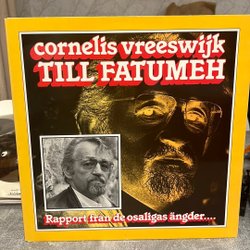 cornelis vreeswijk
TILL FATUMEH
Rapport från de osaligas ängder....